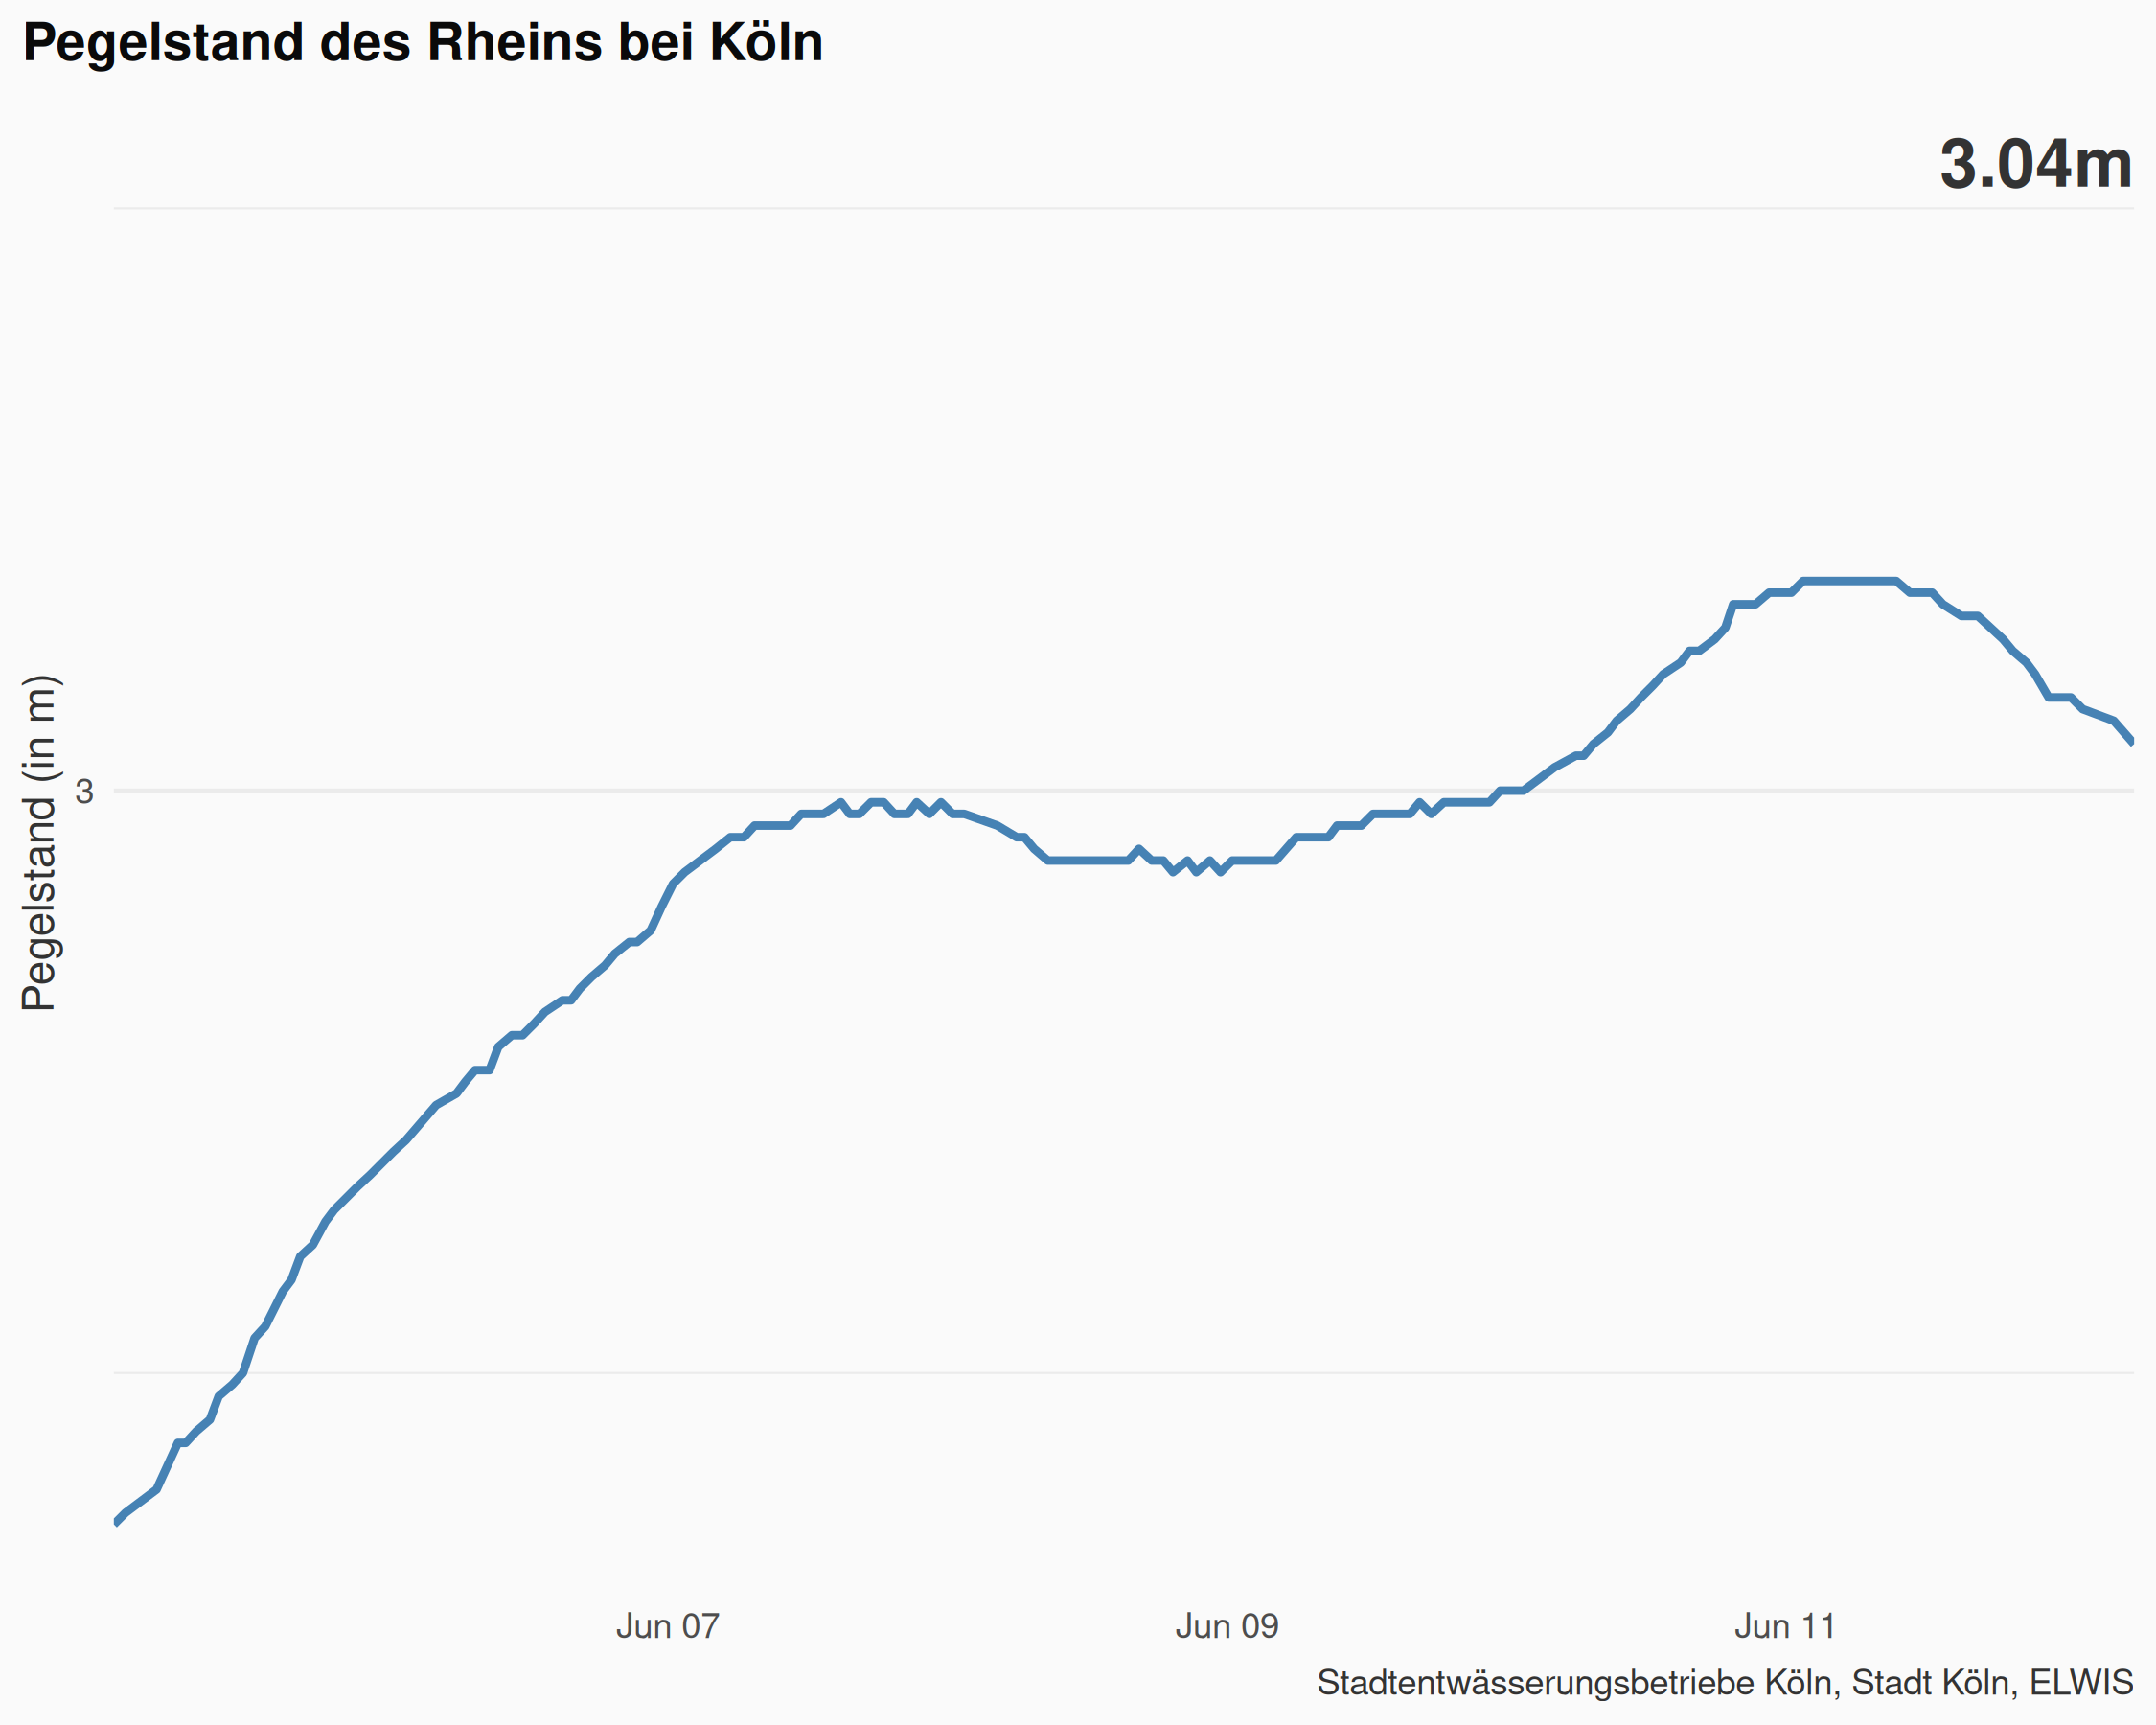 Pegelstand des Rheins bei Köln
3.04m
Pegelstand (in m)
3
Jun 07
Jun 09
Jun 11
Stadtentwässerungsbetriebe Köln, Stadt Köln, ELWIS